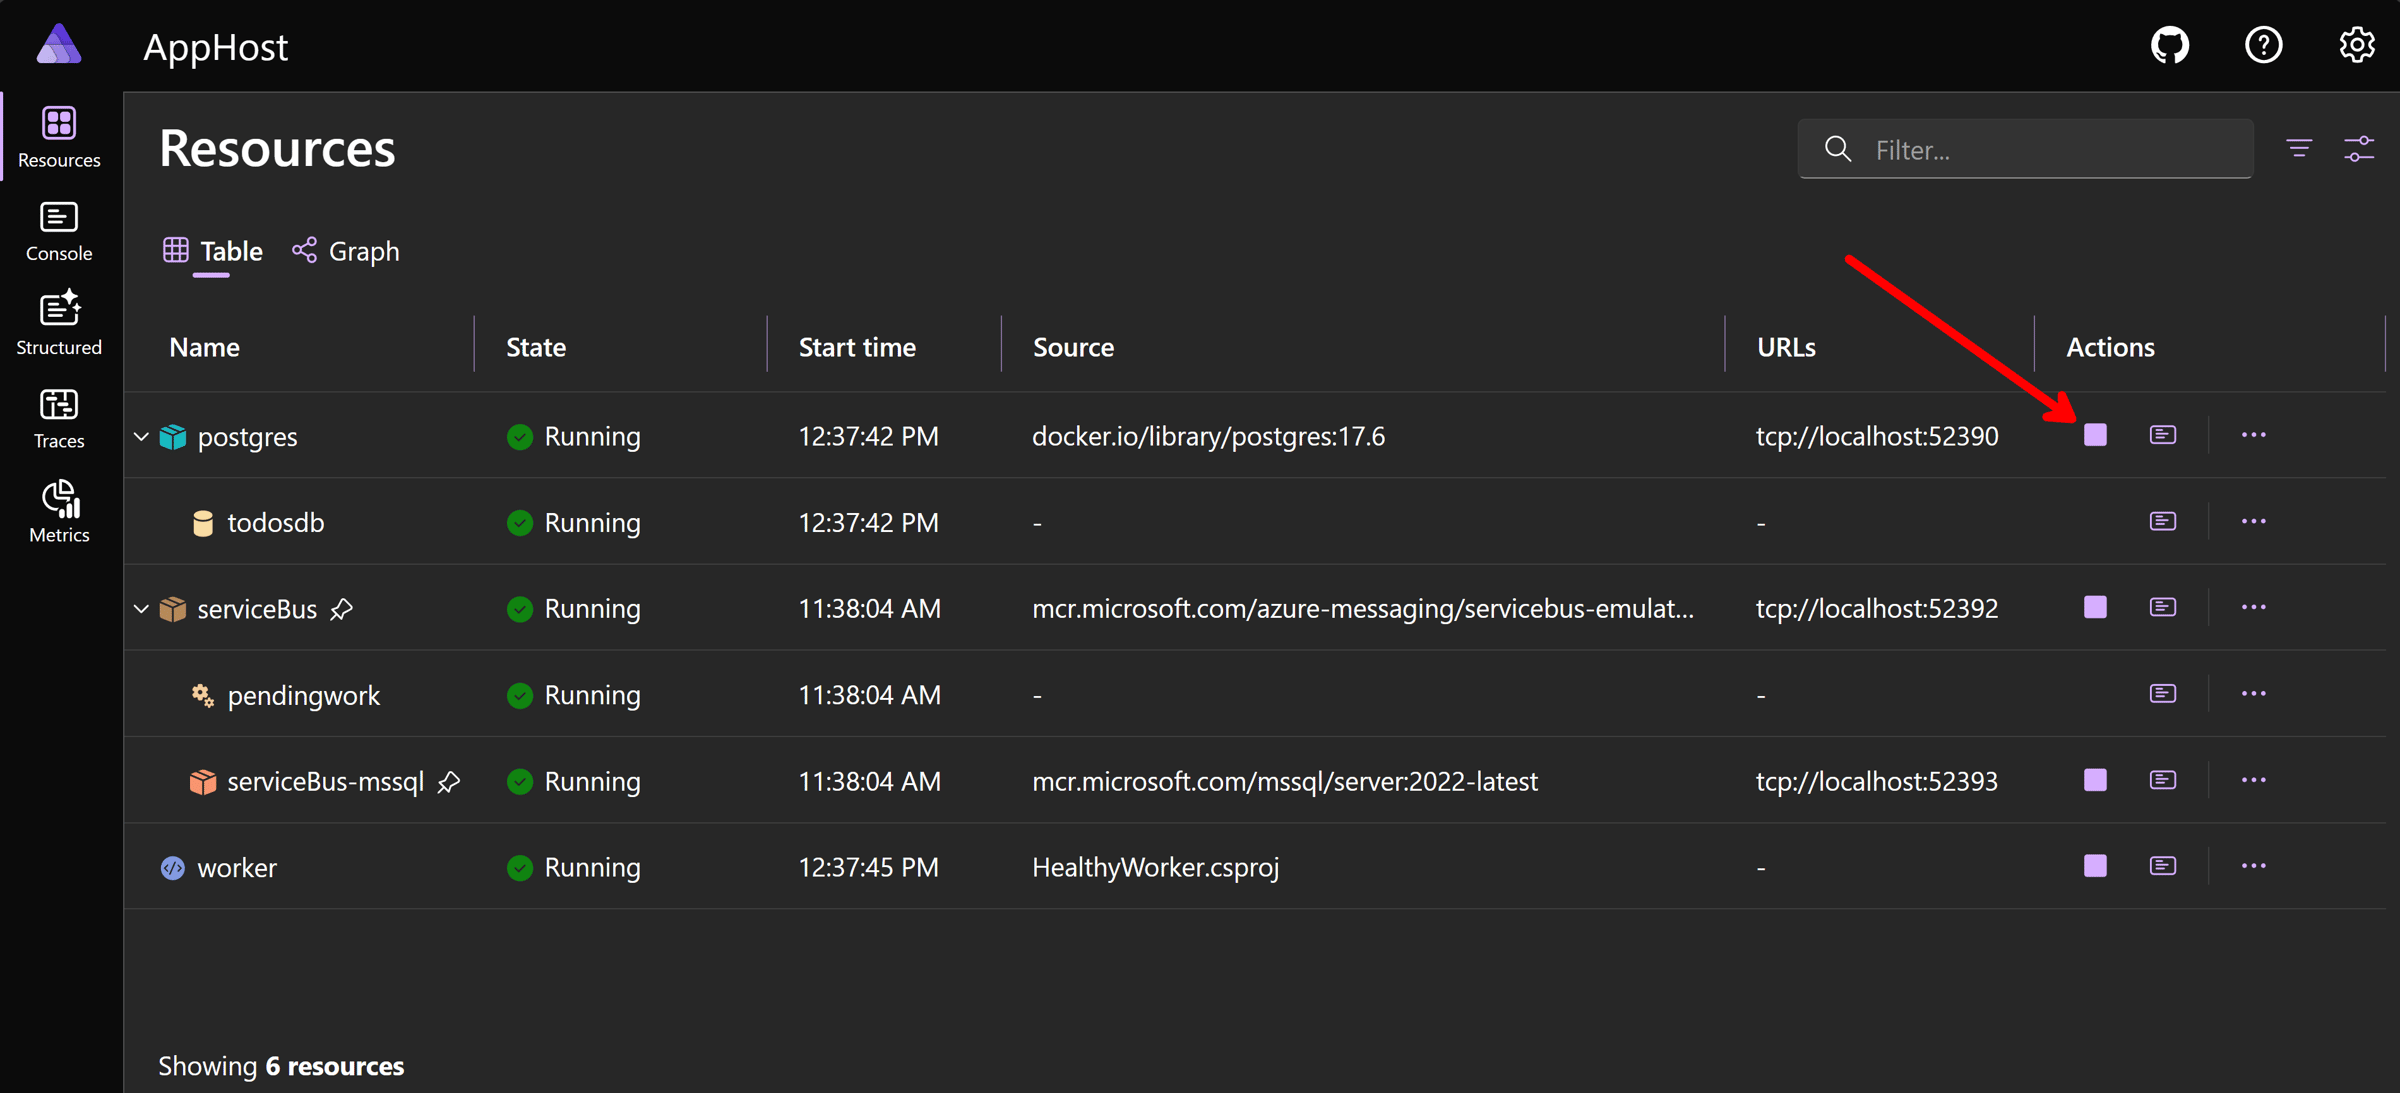 AppHost
Resources
Console
Structured
Traces
Metrics
Resources
Filter...
Table Graph
Name State Start time Source URLs Actions
postgres Running 12:37:42 PM docker.io/library/postgres:17.6 tcp://localhost:52390
todosdb Running 12:37:42 PM - -
serviceBus Running 11:38:04 AM mcr.microsoft.com/azure-messaging/servicebus-emulat... tcp://localhost:52392
pendingwork Running 11:38:04 AM - -
serviceBus-mssql Running 11:38:04 AM mcr.microsoft.com/mssql/server:2022-latest tcp://localhost:52393
worker Running 12:37:45 PM HealthyWorker.csproj -
Showing 6 resources